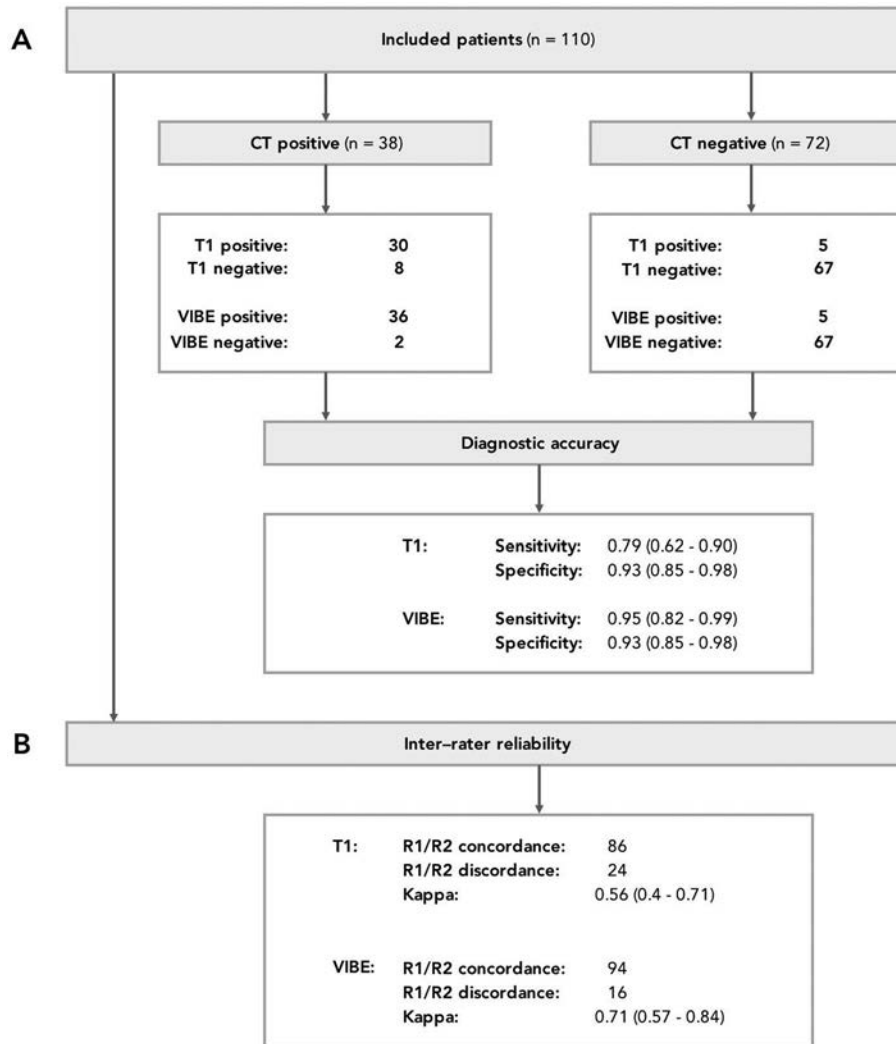 A
Included patients (n = 110)
CT positive (n = 38)
CT negative (n = 72)
T1 positive: 30
T1 negative: 8
VIBE positive: 36
VIBE negative: 2
T1 positive: 5
T1 negative: 67
VIBE positive: 5
VIBE negative: 67
Diagnostic accuracy
T1: Sensitivity: 0.79 (0.62 - 0.90)
Specificity: 0.93 (0.85 - 0.98)
VIBE: Sensitivity: 0.95 (0.82 - 0.99)
Specificity: 0.93 (0.85 - 0.98)
B
Inter–rater reliability
T1: R1/R2 concordance: 86
R1/R2 discordance: 24
Kappa: 0.56 (0.4 - 0.71)
VIBE: R1/R2 concordance: 94
R1/R2 discordance: 16
Kappa: 0.71 (0.57 - 0.84)